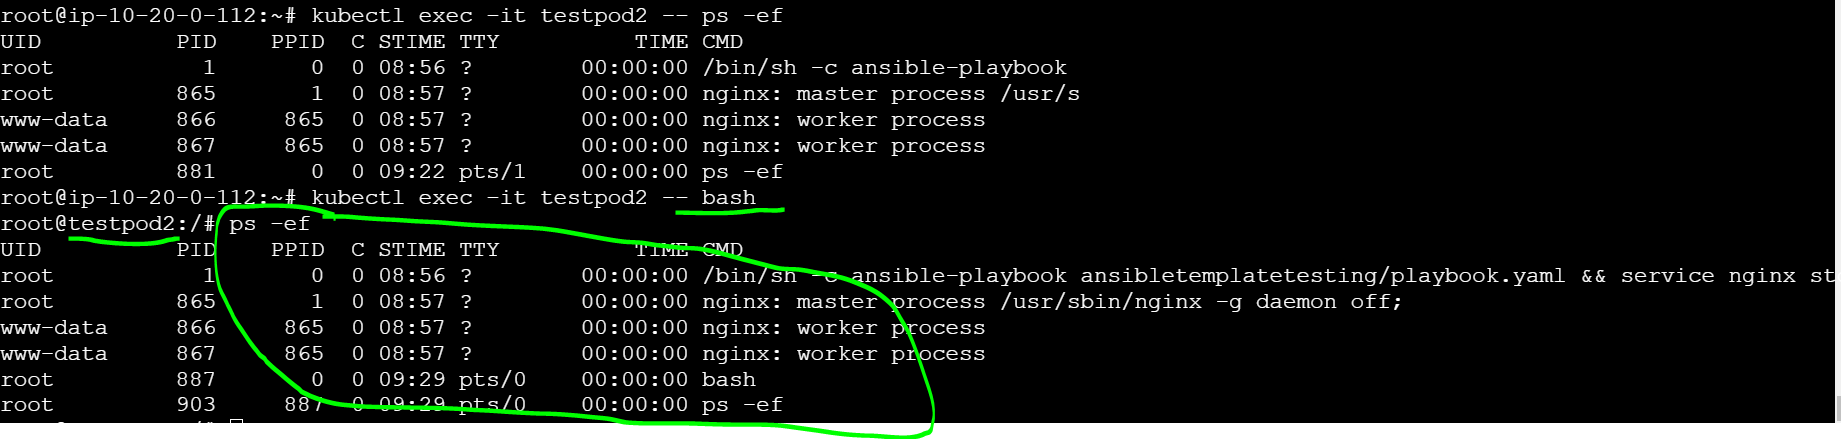 root@ip-10-20-0-112:~# kubectl exec -it testpod2 -- ps -ef
UID PID PPID C STIME TTY TIME CMD
root 1 0 0 08:56 ? 00:00:00 /bin/sh -c ansible-playbook
root 865 1 0 08:57 ? 00:00:00 nginx: master process /usr/s
www-data 866 865 0 08:57 ? 00:00:00 nginx: worker process
www-data 867 865 0 08:57 ? 00:00:00 nginx: worker process
root 881 0 0 09:22 pts/1 00:00:00 ps -ef
root@ip-10-20-0-112:~# kubectl exec -it testpod2 -- bash
root@testpod2:/# ps -ef
UID PID PPID C STIME TTY TIME CMD
root 1 0 0 08:56 ? 00:00:00 /bin/sh -c ansible-playbook ansibletemplatetesting/playbook.yaml && service nginx st
root 865 1 0 08:57 ? 00:00:00 nginx: master process /usr/sbin/nginx -g daemon off;
www-data 866 865 0 08:57 ? 00:00:00 nginx: worker process
www-data 867 865 0 08:57 ? 00:00:00 nginx: worker process
root 887 0 0 09:29 pts/0 00:00:00 bash
root 903 887 0 09:29 pts/0 00:00:00 ps -ef